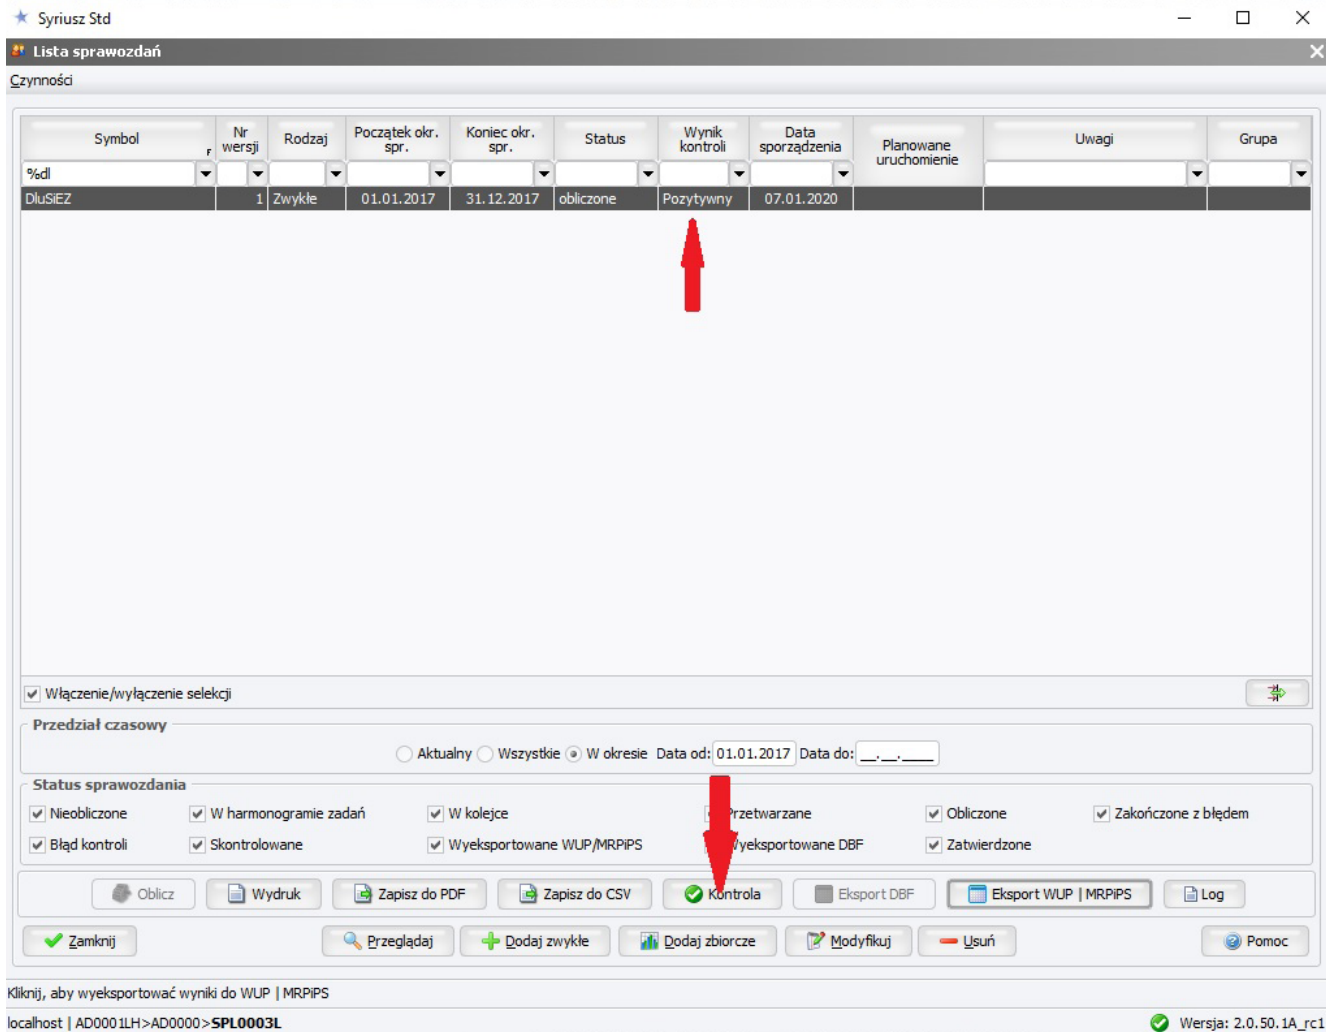 Syriusz Std
Lista sprawozdań
Czynności
Symbol F Nr wersji Rodzaj Początek okr. spr. Koniec okr. spr. Status Wynik kontroli Data sporządzenia Planowane uruchomienie Uwagi Grupa
%dl
DluSiEZ 1 Zwykłe 01.01.2017 31.12.2017 obliczone Pozytywny 07.01.2020
Włączenie/wyłączenie selekcji
Przedział czasowy
Aktualny Wszystkie W okresie Data od: 01.01.2017 Data do: __.__.____
Status sprawozdania
Nieobliczone W harmonogramie zadań W kolejce rzetwarzane Obliczone Zakończone z błędem
Błąd kontroli Skontrolowane Wyeksportowane WUP/MRPiPS yeksportowane DBF Zatwierdzone
Oblicz Wydruk Zapisz do PDF Zapisz do CSV Kontrola Eksport DBF Eksport WUP | MRPiPS Log
Zamknij Przeglądaj Dodaj zwykłe Dodaj zbiorcze Modyfikuj Usuń Pomoc
Kliknij, aby wyeksportować wyniki do WUP | MRPiPS
localhost | AD0001LH>AD0000>SPL0003L Wersja: 2.0.50.1A_rc1